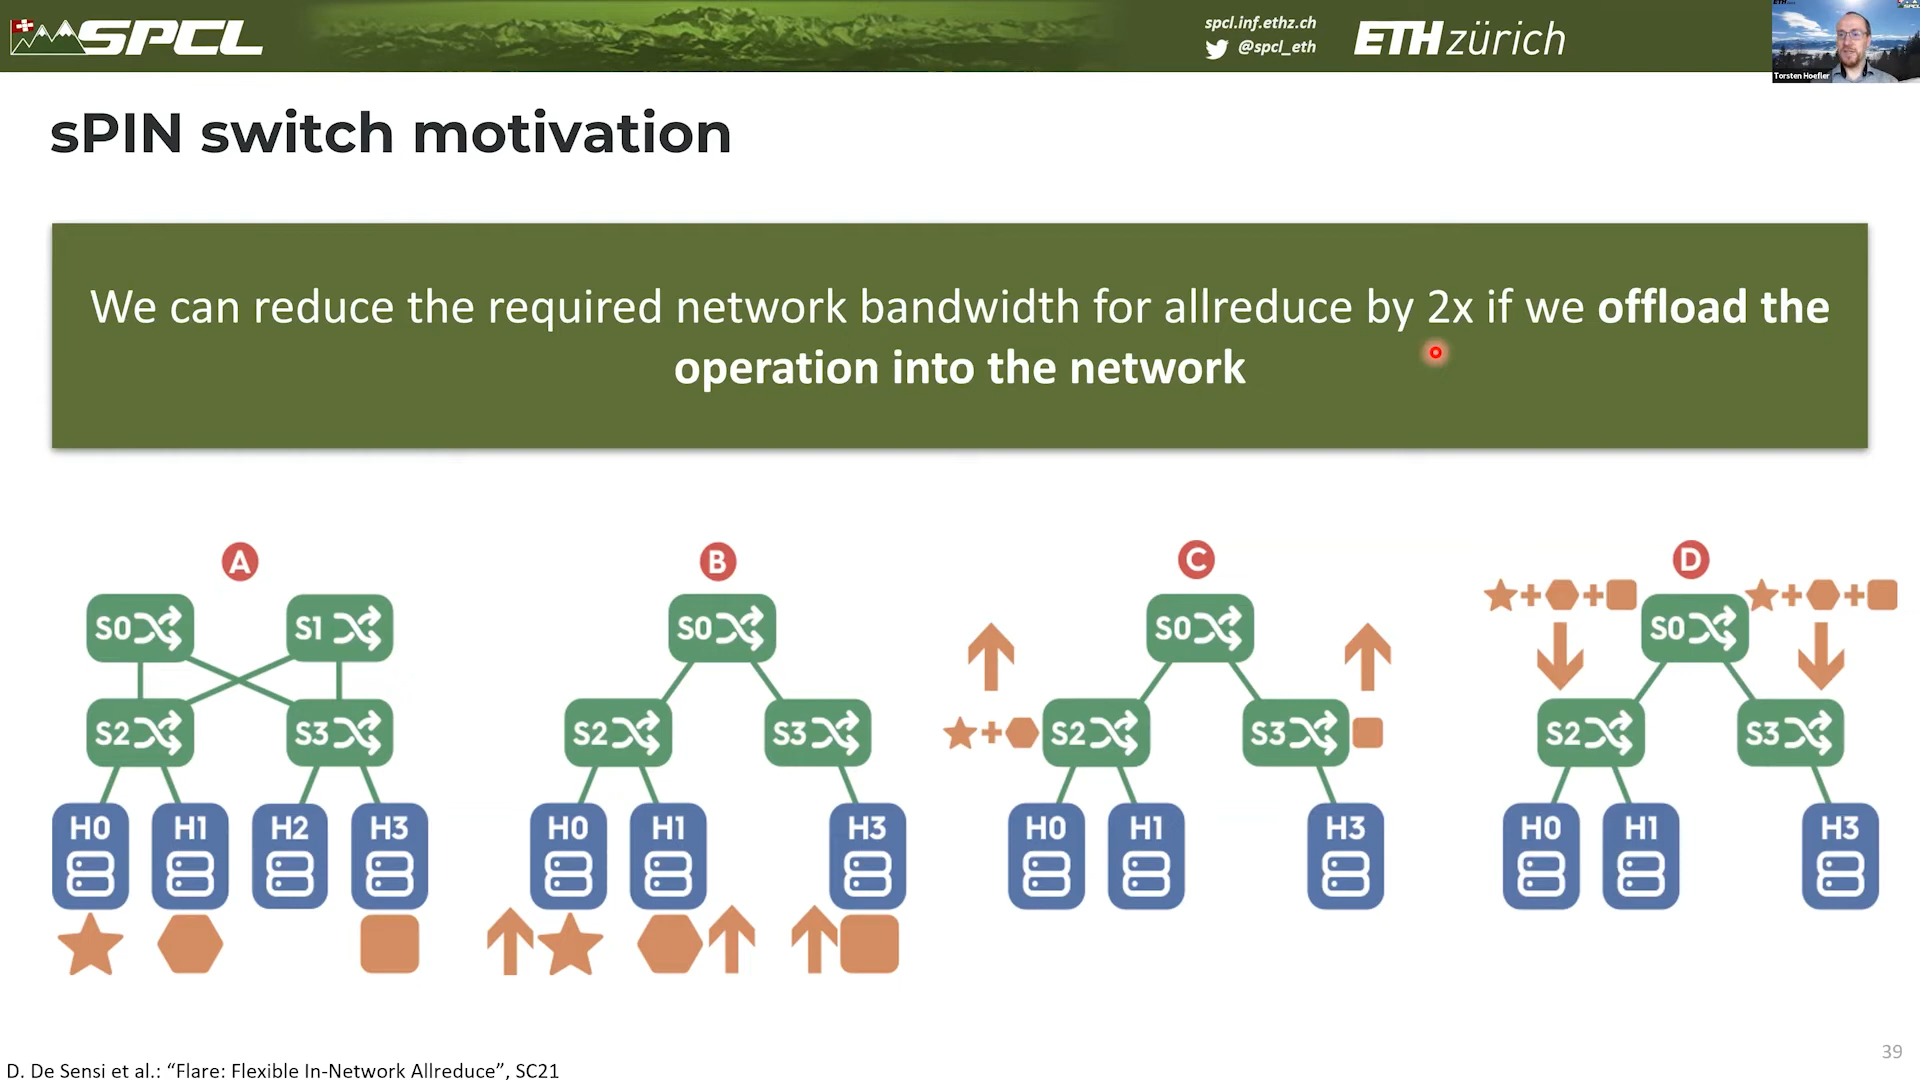 SPCL
spcl.inf.ethz.ch
@spcl_eth
ETH zürich
Torsten Hoefler
sPIN switch motivation
We can reduce the required network bandwidth for allreduce by 2x if we offload the
operation into the network
A
S0
S1
S2
S3
H0
H1
H2
H3
B
S0
S2
S3
H0
H1
H3
C
S0
+
S2
S3
H0
H1
H3
D
+ +
S0
+ +
S2
S3
H0
H1
H3
39
D. De Sensi et al.: “Flare: Flexible In-Network Allreduce”, SC21